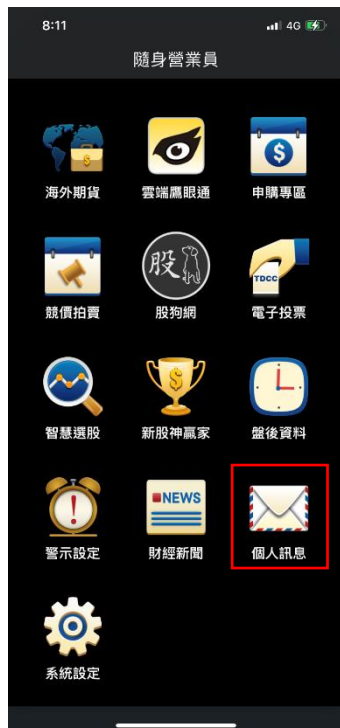 8:11
4G
隨身營業員
$
$
海外期貨
雲端鷹眼通
申購專區
股
TDCC
競價拍賣
股狗網
電子投票
$
智慧選股
新股神贏家
盤後資料
!
NEWS
警示設定
財經新聞
個人訊息
系統設定